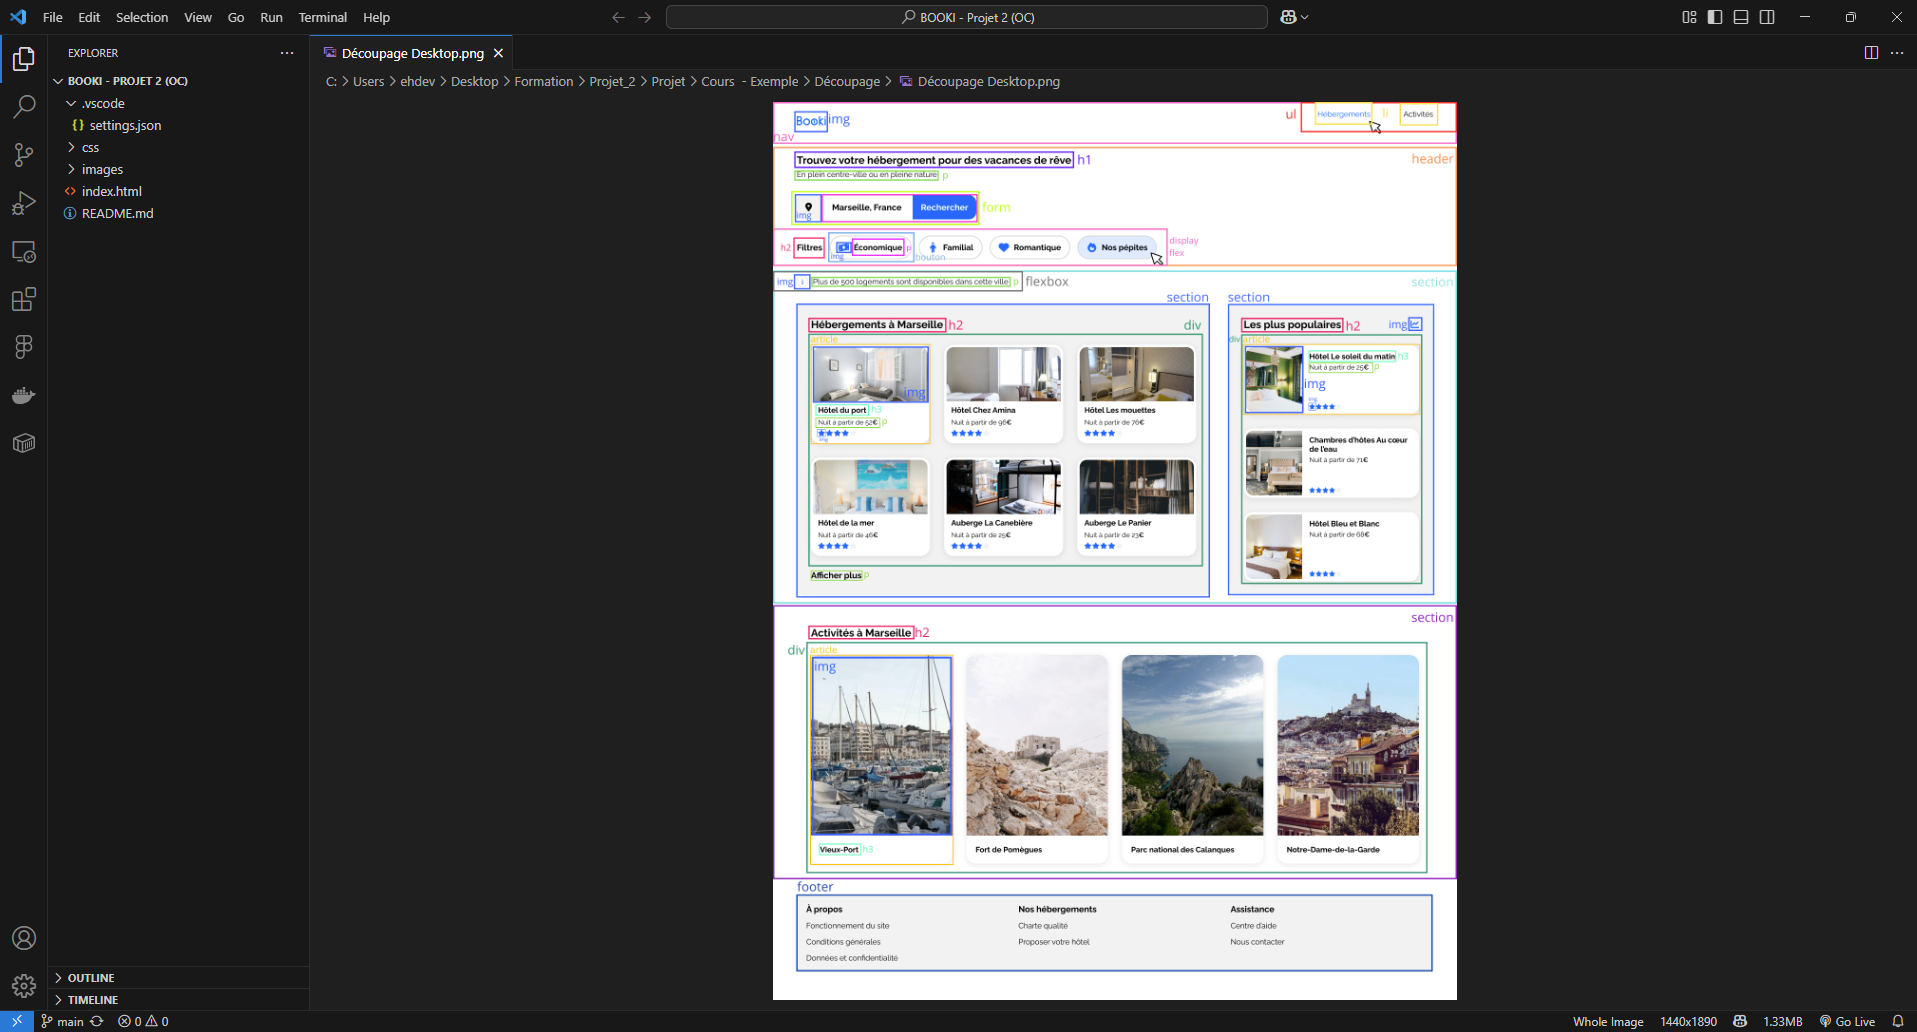 File Edit Selection View Go Run Terminal Help
BOOKI - Projet 2 (OC)
EXPLORER
BOOKI - PROJET 2 (OC)
.vscode
settings.json
css
images
index.html
README.md
OUTLINE
TIMELINE
Découpage Desktop.png
C: > Users > ehdev > Desktop > Formation > Projet_2 > Projet > Cours - Exemple > Découpage > Découpage Desktop.png
Booki img
ul Hébergements li Activités
nav
Trouvez votre hébergement pour des vacances de rêve h1
header
En plein centre-ville ou en pleine nature p
img Marseille, France Rechercher form
h2 Filtres img Économique p bouton Familial Romantique Nos pépites
display
flex
img i Plus de 500 logements sont disponibles dans cette ville p flexbox
section
section section
Hébergements à Marseille h2 div
article
img
Hôtel du port h3
Nuit à partir de 52€ p
img
Hôtel Chez Amina
Nuit à partir de 96€
Hôtel Les mouettes
Nuit à partir de 76€
Hôtel de la mer
Nuit à partir de 46€
Auberge La Canebière
Nuit à partir de 25€
Auberge Le Panier
Nuit à partir de 23€
Afficher plus p
Les plus populaires h2 img
div article
Hôtel Le soleil du matin h3
Nuit à partir de 25€ p
img
img
Chambres d'hôtes Au cœur
de l'eau
Nuit à partir de 71€
Hôtel Bleu et Blanc
Nuit à partir de 68€
section
Activités à Marseille h2
div article
img
Vieux-Port h3
Fort de Pomègues
Parc national des Calanques
Notre-Dame-de-la-Garde
footer
À propos
Fonctionnement du site
Conditions générales
Données et confidentialité
Nos hébergements
Charte qualité
Proposer votre hôtel
Assistance
Centre d'aide
Nous contacter
main 0 0
Whole Image 1440x1890 1.33MB Go Live